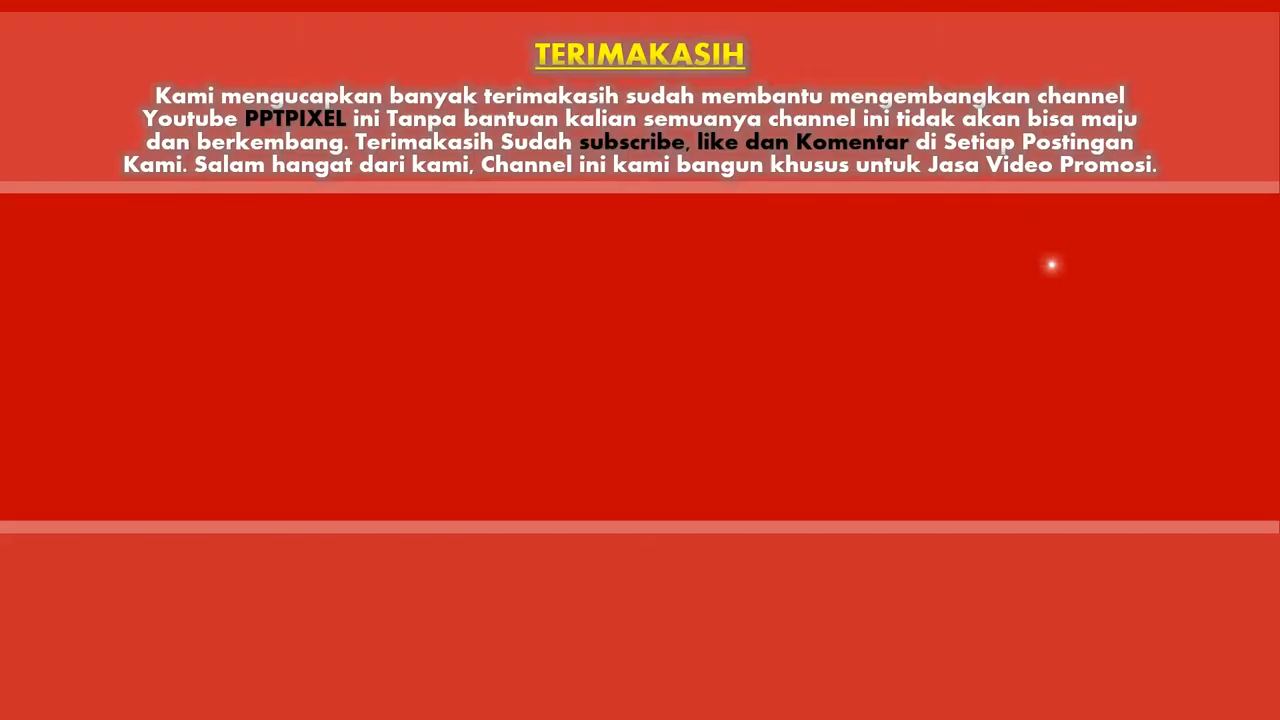 TERIMAKASIH
Kami mengucapkan banyak terimakasih sudah membantu mengembangkan channel
Youtube PPTPIXEL ini Tanpa bantuan kalian semuanya channel ini tidak akan bisa maju
dan berkembang. Terimakasih Sudah subscribe, like dan Komentar di Setiap Postingan
Kami. Salam hangat dari kami, Channel ini kami bangun khusus untuk Jasa Video Promosi.